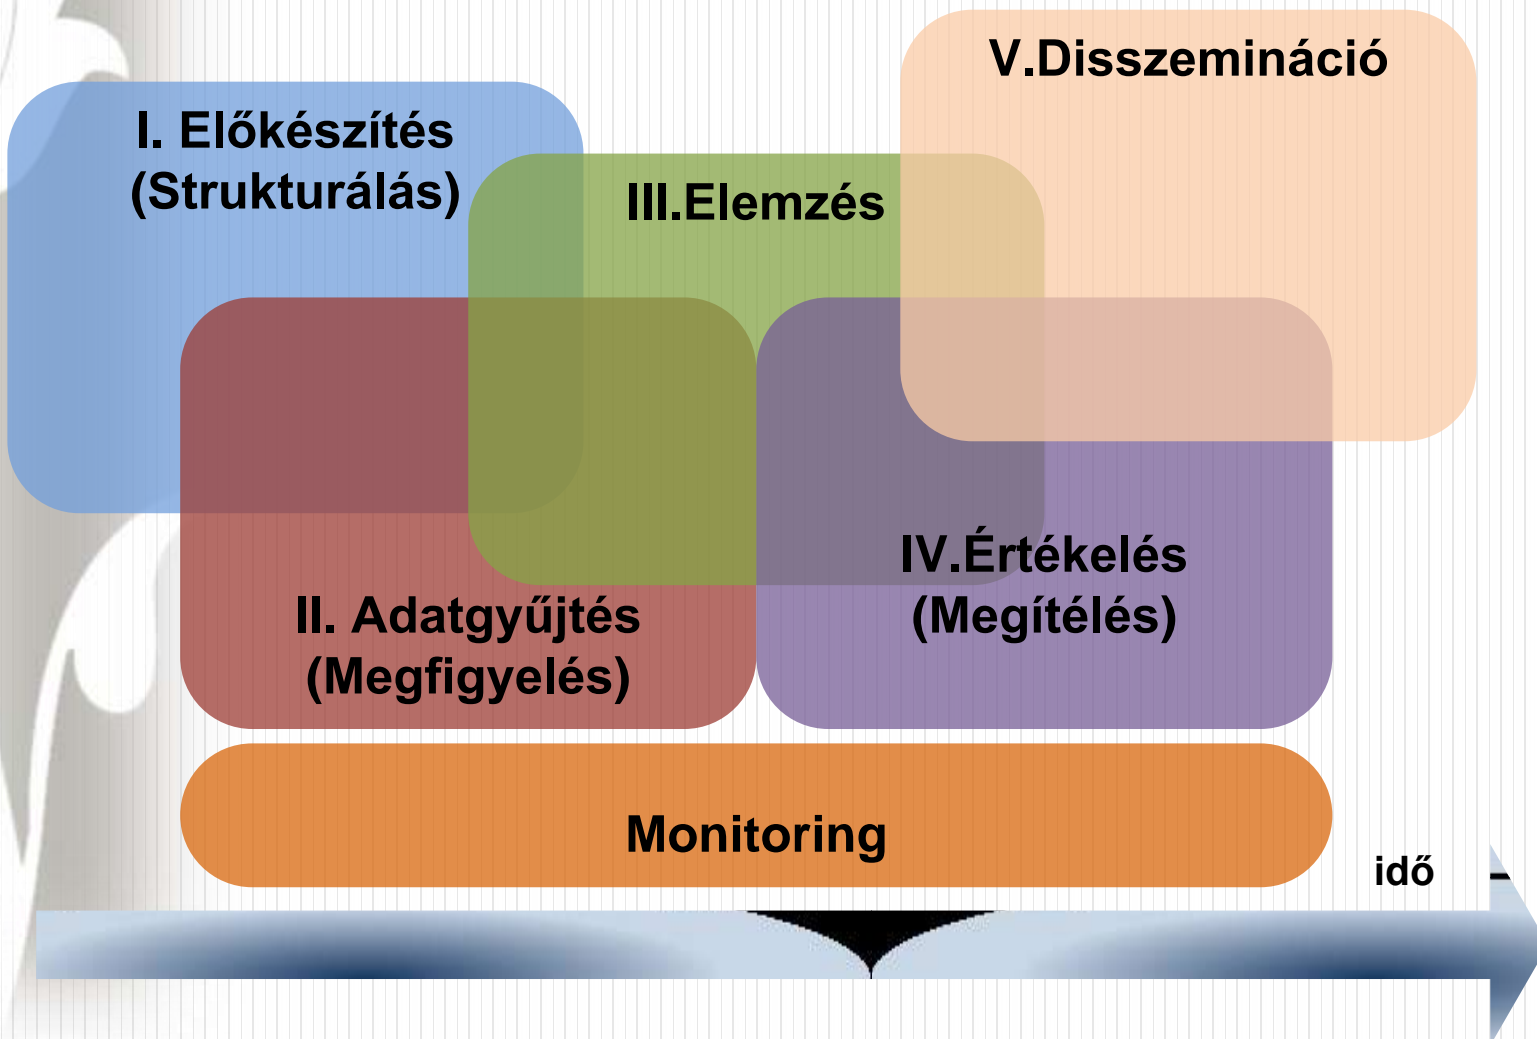 I. Előkészítés
(Strukturálás)
II. Adatgyűjtés
(Megfigyelés)
III.Elemzés
IV.Értékelés
(Megítélés)
V.Disszemináció
Monitoring
idő